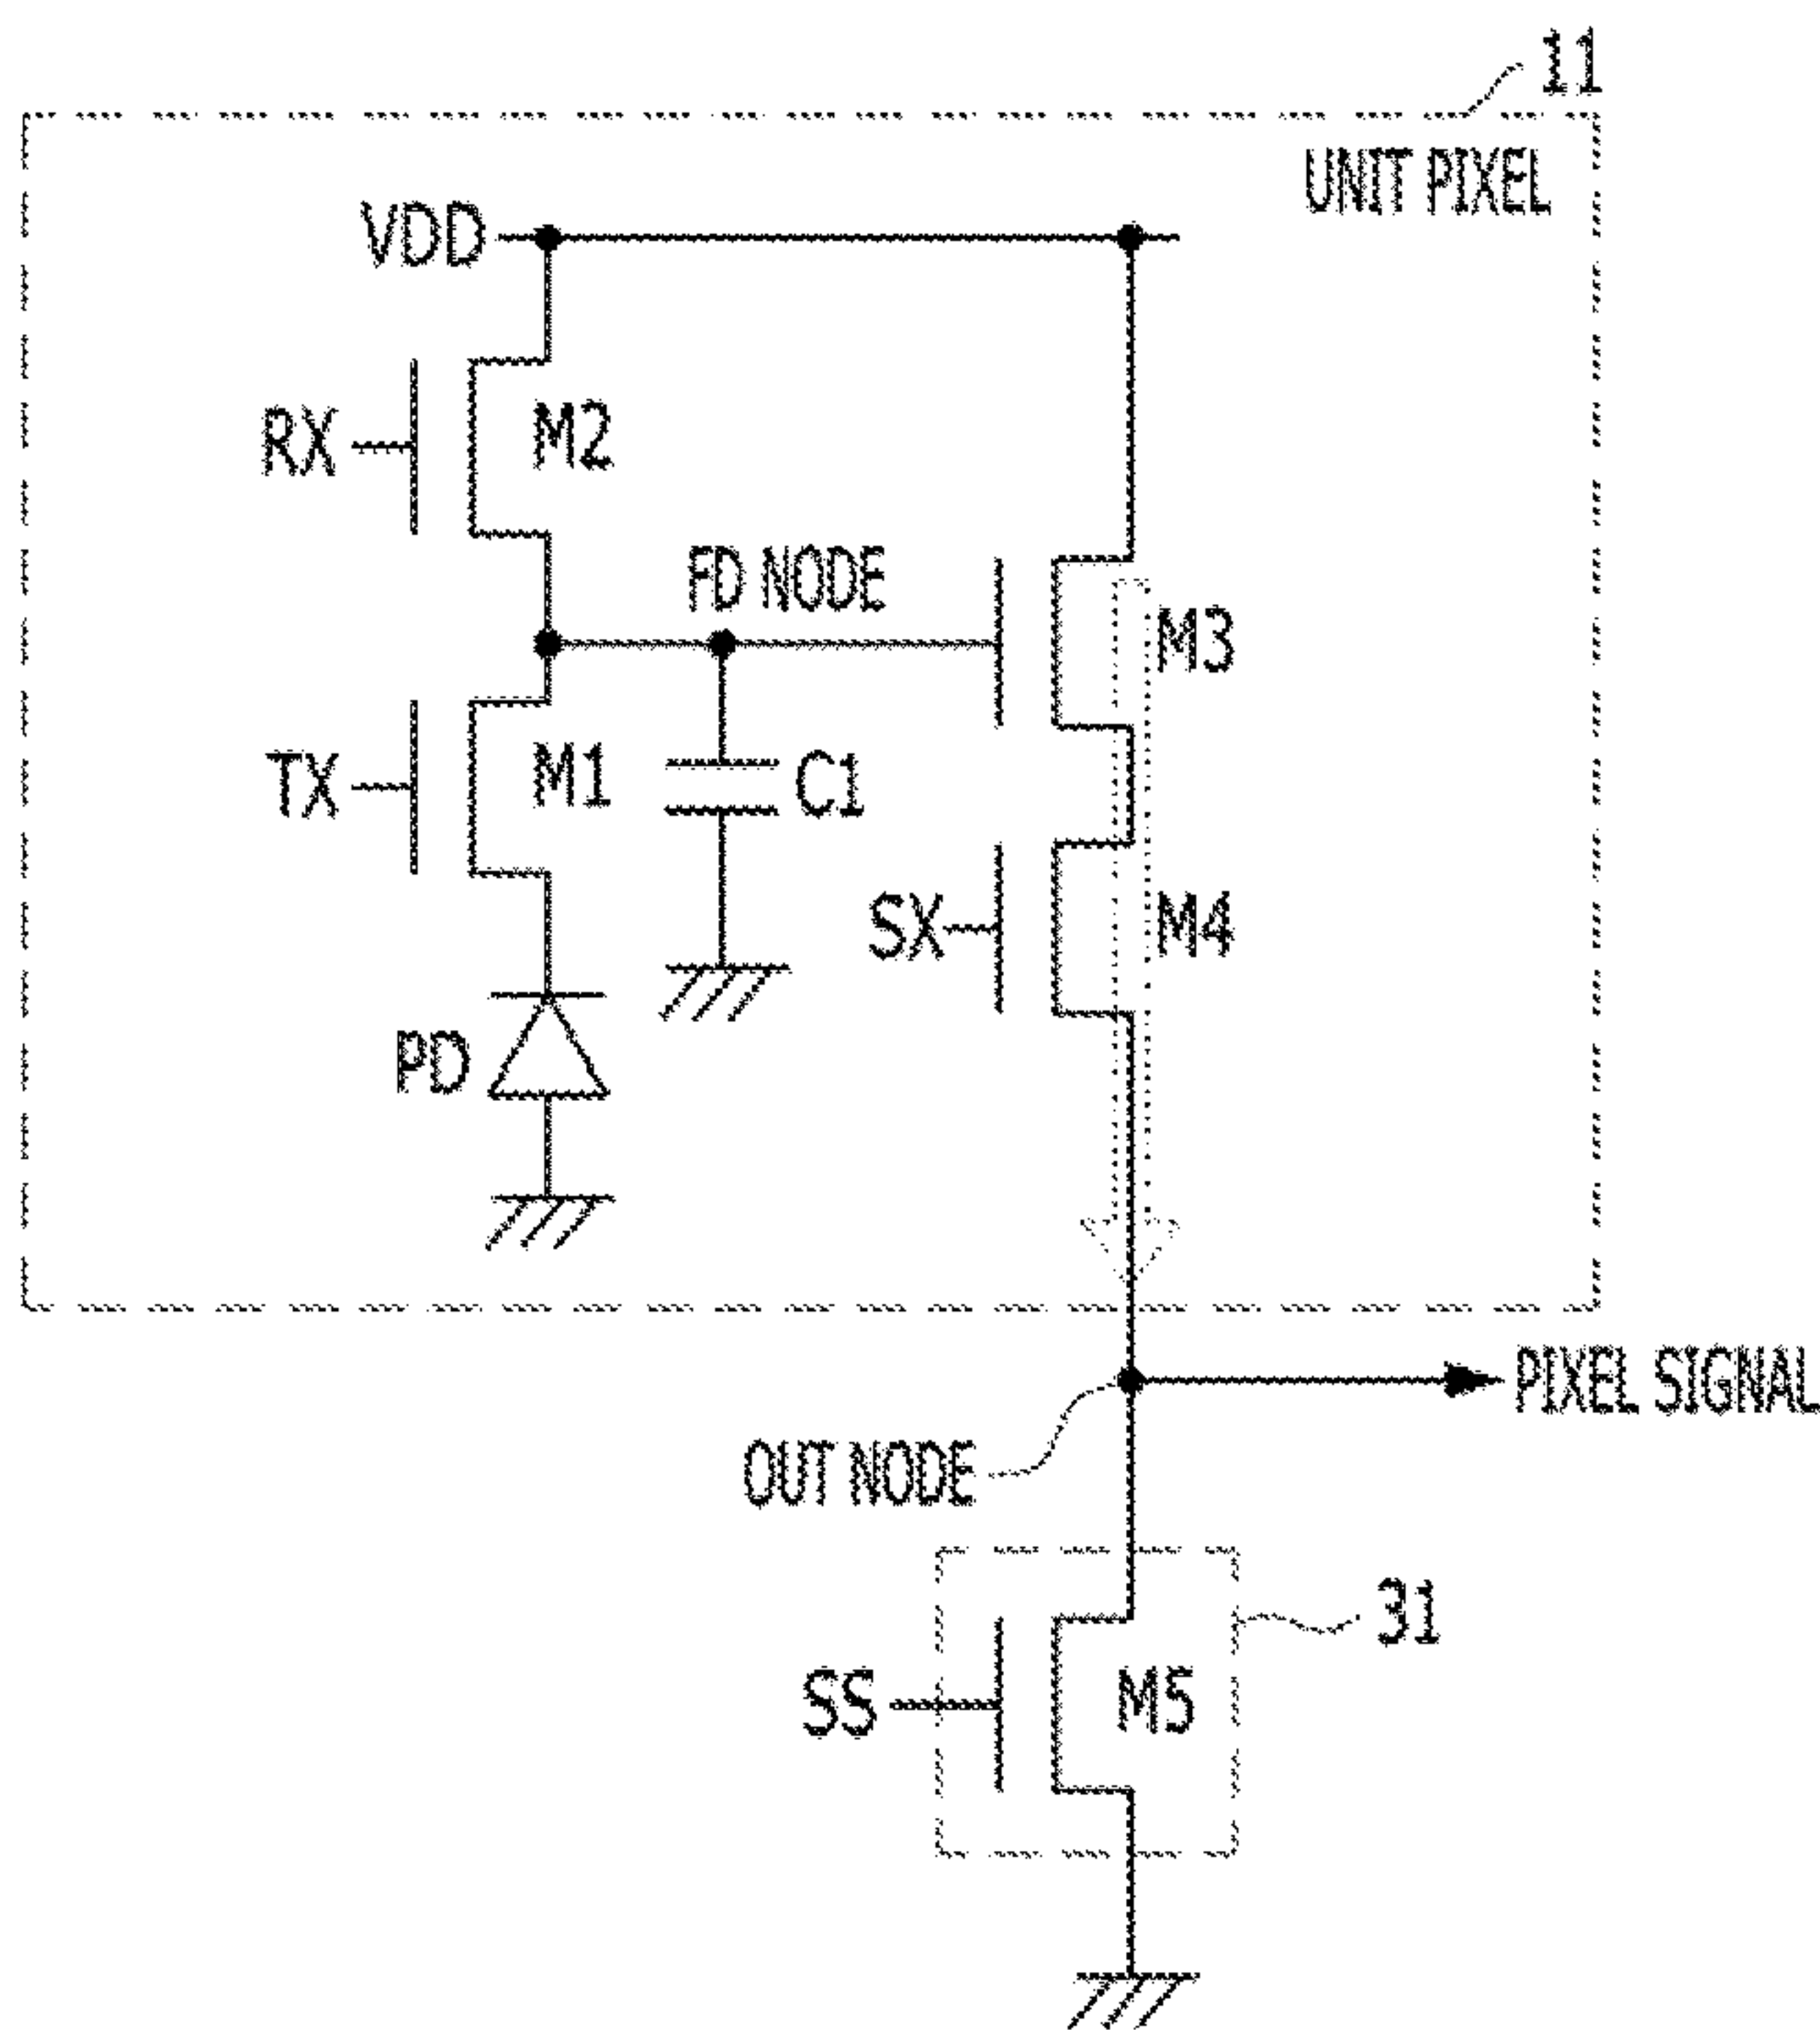 11
UNIT PIXEL
VDD
RX
M2
FD NODE
M3
TX
M1
C1
SX
M4
PD
PIXEL SIGNAL
OUT NODE
31
SS
M5